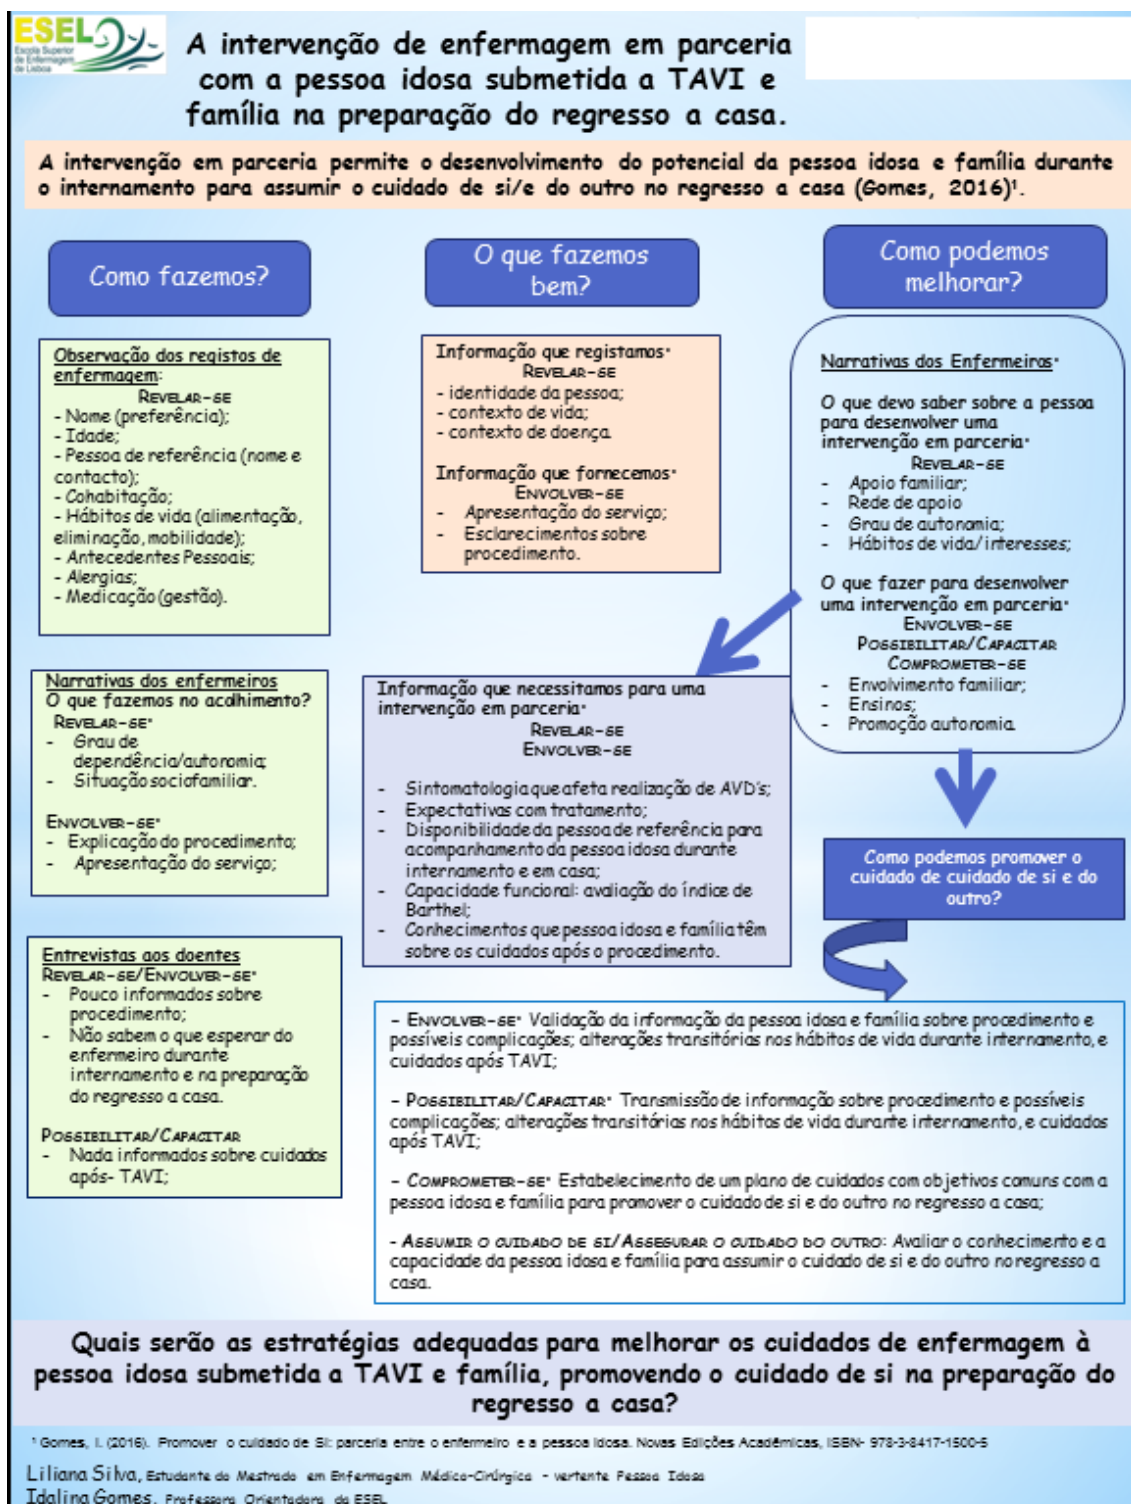 ESEL
Escola Superior
de Enfermagem
de Lisboa
A intervenção de enfermagem em parceria
com a pessoa idosa submetida a TAVI e
família na preparação do regresso a casa.
A intervenção em parceria permite o desenvolvimento do potencial da pessoa idosa e família durante
o internamento para assumir o cuidado de si/e do outro no regresso a casa (Gomes, 2016)¹.
Como fazemos?
Observação dos registos de
enfermagem:
REVELAR-SE
- Nome (preferência);
- Idade;
- Pessoa de referência (nome e
contacto);
- Cohabitação;
- Hábitos de vida (alimentação,
eliminação, mobilidade);
- Antecedentes Pessoais;
- Alergias;
- Medicação (gestão).
Narrativas dos enfermeiros
O que fazemos no acolhimento?
REVELAR-SE:
- Grau de
dependência/autonomia;
- Situação sociofamiliar.
ENVOLVER-SE:
- Explicação do procedimento;
- Apresentação do serviço;
Entrevistas aos doentes
REVELAR-SE/ENVOLVER-SE:
- Pouco informados sobre
procedimento;
- Não sabem o que esperar do
enfermeiro durante
internamento e na preparação
do regresso a casa.
POSSIBILITAR/CAPACITAR
- Nada informados sobre cuidados
após- TAVI;
O que fazemos
bem?
Informação que registamos:
REVELAR-SE
- identidade da pessoa;
- contexto de vida;
- contexto de doença.
Informação que fornecemos:
ENVOLVER-SE
- Apresentação do serviço;
- Esclarecimentos sobre
procedimento.
Como podemos
melhorar?
Narrativas dos Enfermeiros:
O que devo saber sobre a pessoa
para desenvolver uma
intervenção em parceria:
REVELAR-SE
- Apoio familiar;
- Rede de apoio
- Grau de autonomia;
- Hábitos de vida/interesses;
O que fazer para desenvolver
uma intervenção em parceria:
ENVOLVER-SE
POSSIBILITAR/CAPACITAR
COMPROMETER-SE
- Envolvimento familiar;
- Ensinos;
- Promoção autonomia.
Informação que necessitamos para uma
intervenção em parceria:
REVELAR-SE
ENVOLVER-SE
- Sintomatologia que afeta realização de AVD's;
- Expectativas com tratamento;
- Disponibilidade da pessoa de referência para
acompanhamento da pessoa idosa durante
internamento e em casa;
- Capacidade funcional: avaliação do índice de
Barthel;
- Conhecimentos que pessoa idosa e família têm
sobre os cuidados após o procedimento.
Como podemos promover o
cuidado de cuidado de si e do
outro?
- ENVOLVER-SE: Validação da informação da pessoa idosa e família sobre procedimento e
possíveis complicações; alterações transitórias nos hábitos de vida durante internamento, e
cuidados após TAVI;
- POSSIBILITAR/CAPACITAR: Transmissão de informação sobre procedimento e possíveis
complicações; alterações transitórias nos hábitos de vida durante internamento, e cuidados
após TAVI;
- COMPROMETER-SE: Estabelecimento de um plano de cuidados com objetivos comuns com a
pessoa idosa e família para promover o cuidado de si e do outro no regresso a casa;
- ASSUMIR O CUIDADO DE SI/ASSEGURAR O CUIDADO DO OUTRO: Avaliar o conhecimento e a
capacidade da pessoa idosa e família para assumir o cuidado de si e do outro no regresso a
casa.
Quais serão as estratégias adequadas para melhorar os cuidados de enfermagem à
pessoa idosa submetida a TAVI e família, promovendo o cuidado de si na preparação do
regresso a casa?
¹ Gomes, I. (2016). Promover o cuidado de Si: parceria entre o enfermeiro e a pessoa idosa. Novas Edições Acadêmicas, ISBN- 978-3-8417-1500-5
Liliana Silva, Estudante do Mestrado em Enfermagem Médico-Cirúrgica - vertente Pessoa Idosa
Idalina Gomes, Professora Orientadora da ESEL